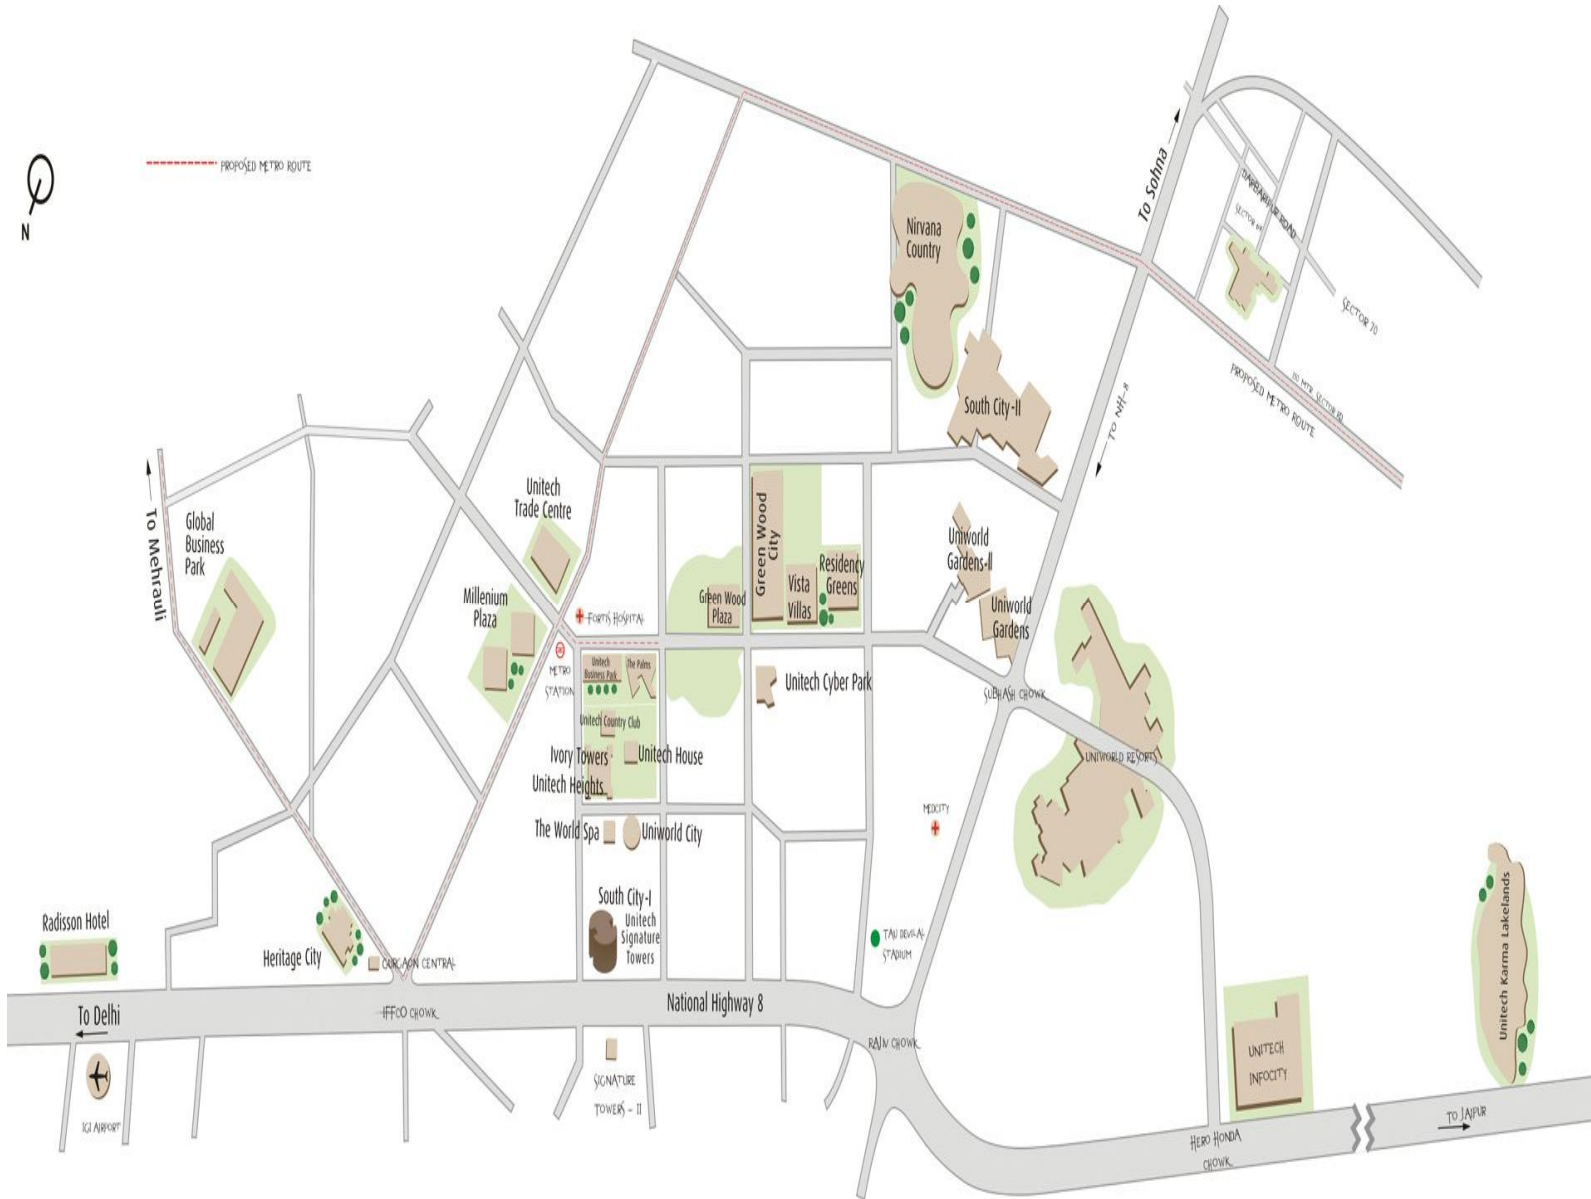 PROPOSED METRO ROUTE
N
To Sohna
DARBARIPUR ROAD
Nirvana
Country
SECTOR 70
TO NH-8
PROPOSED METRO ROUTE
South City-II
To Mehrauli
Global
Business
Park
Unitech
Trade Centre
Millenium
Plaza
FORTIS HOSPITAL
METRO
STATION
Green Wood
City
Green Wood
Plaza
Vista
Villas
Residency
Greens
Uniworld
Gardens-II
Uniworld
Gardens
Unitech
Business Park
The Palms
Unitech Cyber Park
SUBHASH CHOWK
Unitech Country Club
Ivory Towers
Unitech House
Unitech Heights
UNIWORLD RESORTS
The World Spa
Uniworld City
MEDCITY
South City-I
Unitech
Signature
Towers
TAU DEVILAL
STADIUM
Radisson Hotel
Heritage City
GURGAON CENTRAL
Unitech Karma Lakelands
To Delhi
IFFCO CHOWK
National Highway 8
RAJIV CHOWK
UNITECH
INFOCITY
SIGNATURE
TOWERS - II
IGI AIRPORT
TO JAIPUR
HERO HONDA
CHOWK